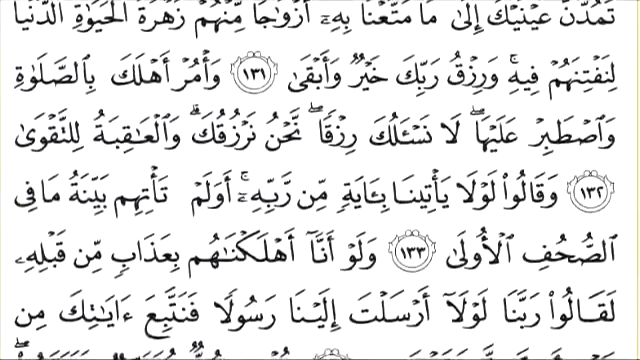 تَمُدَّنَّ عَيْنَيْكَ إِلَىٰ مَا مَتَّعْنَا بِهِۦٓ أَزْوَٰجًا مِّنْهُمْ زَهْرَةَ ٱلْحَيَوٰةِ ٱلدُّنْيَا
لِنَفْتِنَهُمْ فِيهِ ۚ وَرِزْقُ رَبِّكَ خَيْرٌ وَأَبْقَىٰ ١٣١ وَأْمُرْ أَهْلَكَ بِٱلصَّلَوٰةِ
وَٱصْطَبِرْ عَلَيْهَا ۖ لَا نَسْـَٔلُكَ رِزْقًا ۖ نَّحْنُ نَرْزُقُكَ ۗ وَٱلْعَـٰقِبَةُ لِلتَّقْوَىٰ
١٣٢ وَقَالُوا۟ لَوْلَا يَأْتِينَا بِـَٔايَةٍ مِّن رَّبِّهِۦٓ ۚ أَوَلَمْ تَأْتِهِم بَيِّنَةُ مَا فِى
ٱلصُّحُفِ ٱلْأُولَىٰ ١٣٣ وَلَوْ أَنَّآ أَهْلَكْنَـٰهُم بِعَذَابٍ مِّن قَبْلِهِۦ
لَقَالُوا۟ رَبَّنَا لَوْلَآ أَرْسَلْتَ إِلَيْنَا رَسُولًا فَنَتَّبِعَ ءَايَـٰتِكَ مِن